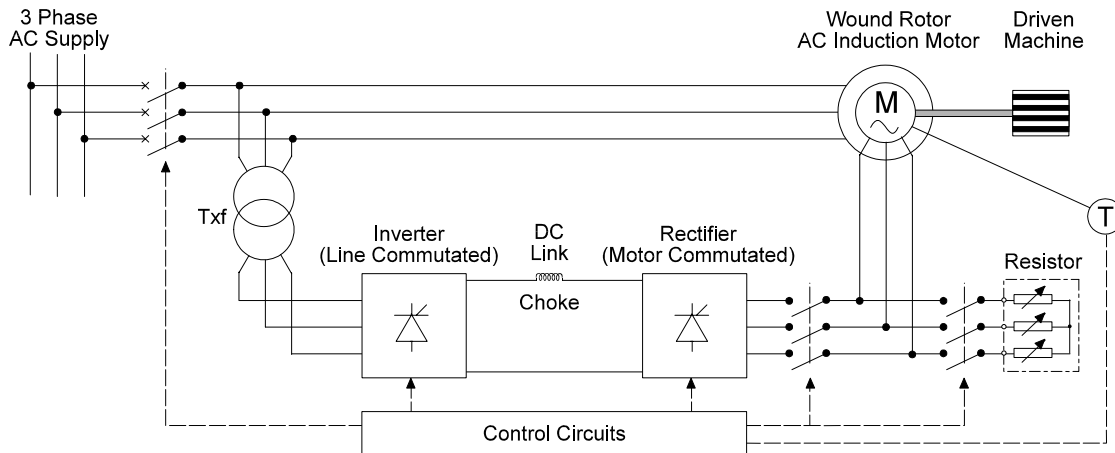 3 Phase
AC Supply
Wound Rotor
AC Induction Motor
Driven
Machine
M
T
Txf
Inverter
(Line Commutated)
DC
Link
Choke
Rectifier
(Motor Commutated)
Resistor
Control Circuits